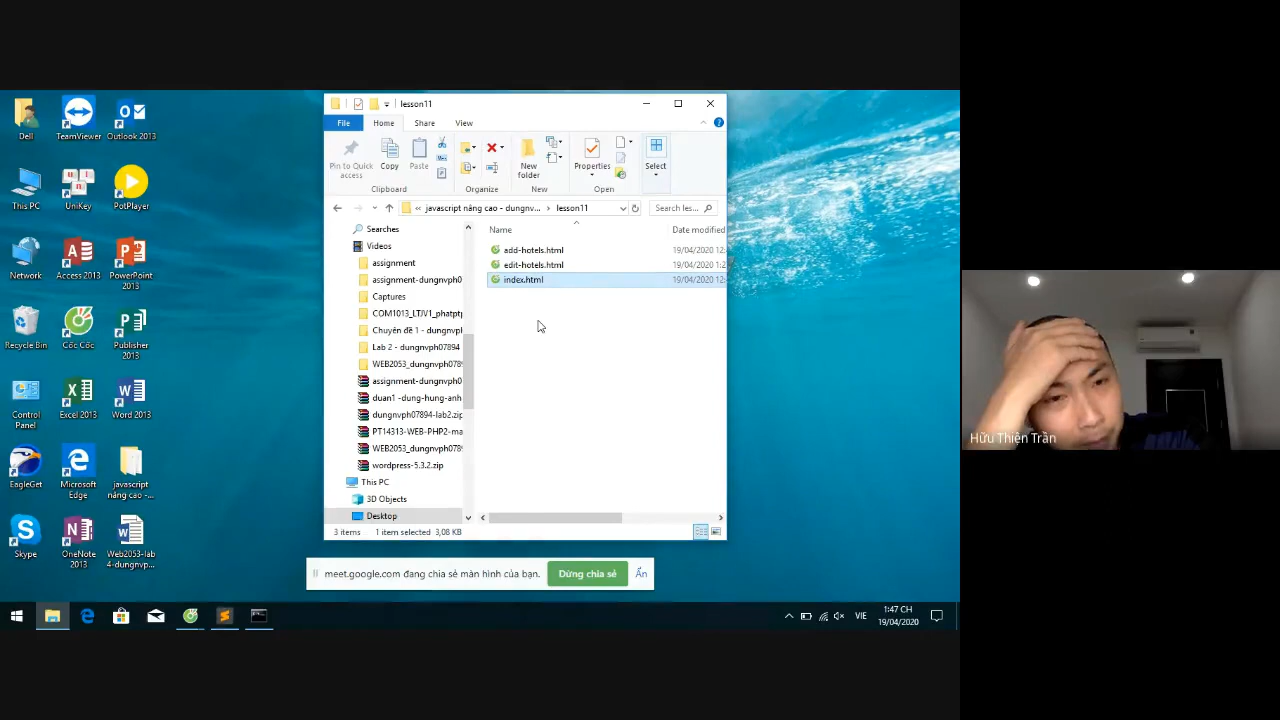 Dell
TeamViewer
Outlook 2013
This PC
UniKey
PotPlayer
Network
Access 2013
PowerPoint
2013
Recycle Bin
Cốc Cốc
Publisher
2013
Control
Panel
Excel 2013
Word 2013
EagleGet
Microsoft
Edge
javascript
nâng cao -...
Skype
OneNote
2013
Web2053-lab
4-dungnvp...
lesson11
File
Home
Share
View
Pin to Quick
access
Copy
Paste
Clipboard
Organize
New
folder
New
Properties
Open
Select
« javascript nâng cao - dungnv... › lesson11
Search les...
Searches
Videos
assignment
assignment-dungnvph0
Captures
COM1013_LTJV1_phatptp
Chuyên đề 1 - dungnvph
Lab 2 - dungnvph07894
WEB2053_dungnvph0789
assignment-dungnvph0
duan1 -dung-hung-anh
dungnvph07894-lab2.zip
PT14313-WEB-PHP2-ma
WEB2053_dungnvph0789
wordpress-5.3.2.zip
This PC
3D Objects
Desktop
Name
Date modified
add-hotels.html
19/04/2020 12:
edit-hotels.html
19/04/2020 1:2
index.html
19/04/2020 12:
3 items
1 item selected 3,08 KB
meet.google.com đang chia sẻ màn hình của bạn.
Dừng chia sẻ
Ẩn
VIE
1:47 CH
19/04/2020
Hữu Thiện Trần